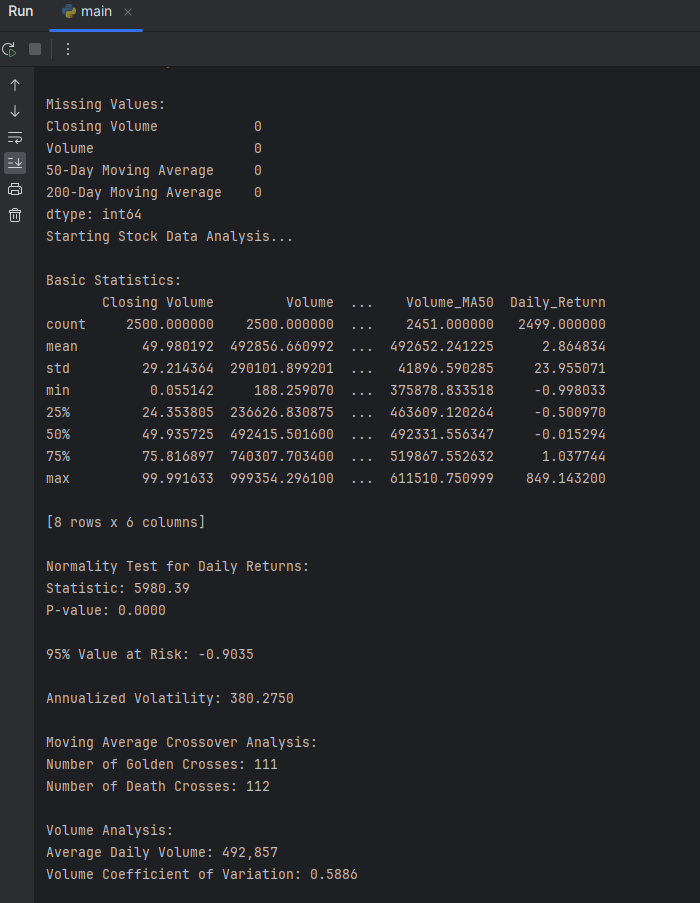 Run main
Missing Values:
Closing Volume 0
Volume 0
50-Day Moving Average 0
200-Day Moving Average 0
dtype: int64
Starting Stock Data Analysis...
Basic Statistics:
Closing Volume Volume ... Volume_MA50 Daily_Return
count 2500.000000 2500.000000 ... 2451.000000 2499.000000
mean 49.980192 492856.660992 ... 492652.241225 2.864834
std 29.214364 290101.899201 ... 41896.590285 23.955071
min 0.055142 188.259070 ... 375878.833518 -0.998033
25% 24.353805 236626.830875 ... 463609.120264 -0.500970
50% 49.935725 492415.501600 ... 492331.556347 -0.015294
75% 75.816897 740307.703400 ... 519867.552632 1.037744
max 99.991633 999354.296100 ... 611510.750999 849.143200
[8 rows x 6 columns]
Normality Test for Daily Returns:
Statistic: 5980.39
P-value: 0.0000
95% Value at Risk: -0.9035
Annualized Volatility: 380.2750
Moving Average Crossover Analysis:
Number of Golden Crosses: 111
Number of Death Crosses: 112
Volume Analysis:
Average Daily Volume: 492,857
Volume Coefficient of Variation: 0.5886